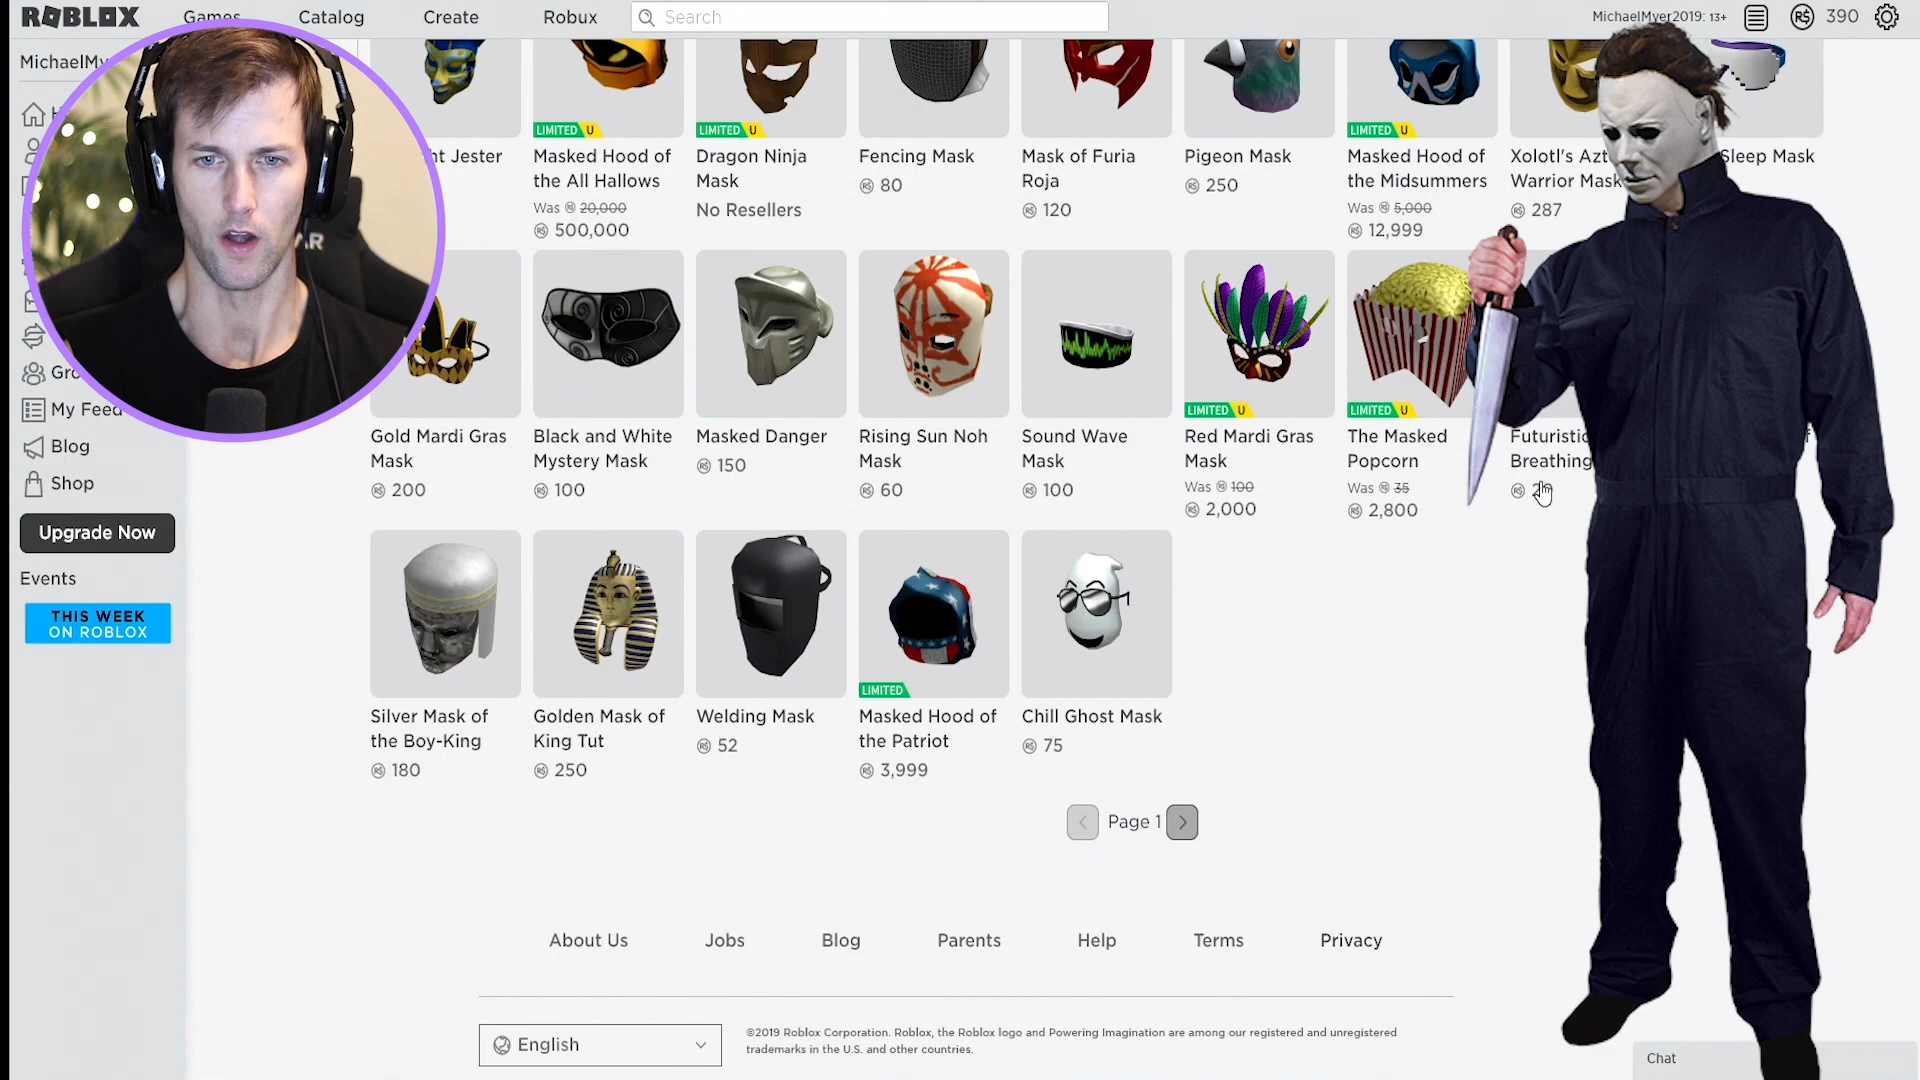 ROBLOX Games Catalog Create Robux Search MichaelMyer2019: 13+ 390
LIMITED U LIMITED U LIMITED U
Jester Masked Hood of Dragon Ninja Fencing Mask Mask of Furia Pigeon Mask Masked Hood of Xolotl's Sleep Mask
the All Hallows Mask 80 Roja 250 the Midsummers Warrior Mask
Was 20,000 No Resellers 120 Was 5,000 287
500,000 12,999
My Feed
Blog
Shop
Upgrade Now
Events
THIS WEEK
ON ROBLOX
LIMITED U LIMITED U
Gold Mardi Gras Black and White Masked Danger Rising Sun Noh Sound Wave Red Mardi Gras The Masked Futuristic
Mask Mystery Mask 150 Mask Mask Mask Popcorn Breathing
200 100 60 100 Was 100 Was 35
2,000 2,800
LIMITED
Silver Mask of Golden Mask of Welding Mask Masked Hood of Chill Ghost Mask
the Boy-King King Tut 52 the Patriot 75
180 250 3,999
Page 1
About Us Jobs Blog Parents Help Terms Privacy
English
©2019 Roblox Corporation. Roblox, the Roblox logo and Powering Imagination are among our registered and unregistered
trademarks in the U.S. and other countries.
Chat